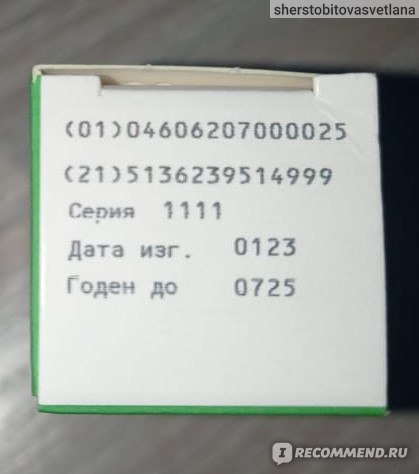 sherstobitovasvetlana
(01)04606207000025
(21)5136239514999
Серия 1111
Дата изг. 0123
Годен до 0725
I RECOMMEND.RU